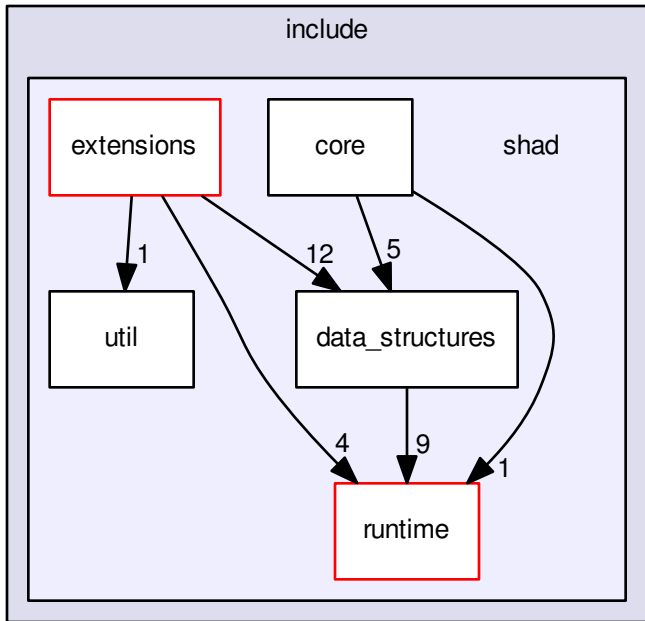 include
extensions
core
shad
1
12
5
util
data_structures
4
9
1
runtime